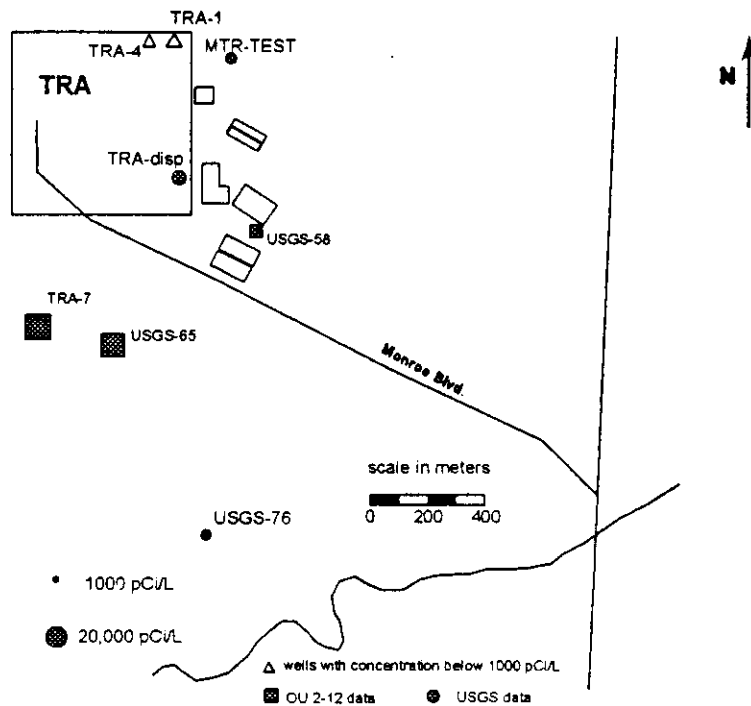 TRA-1
TRA-4
MTR-TEST
N
TRA
TRA-disp
USGS-58
TRA-7
USGS-65
Monroe Blvd.
scale in meters
0 200 400
USGS-76
1000 pCi/L
20,000 pCi/L
wells with concentration below 1000 pCi/L
OU 2-12 data
USGS data